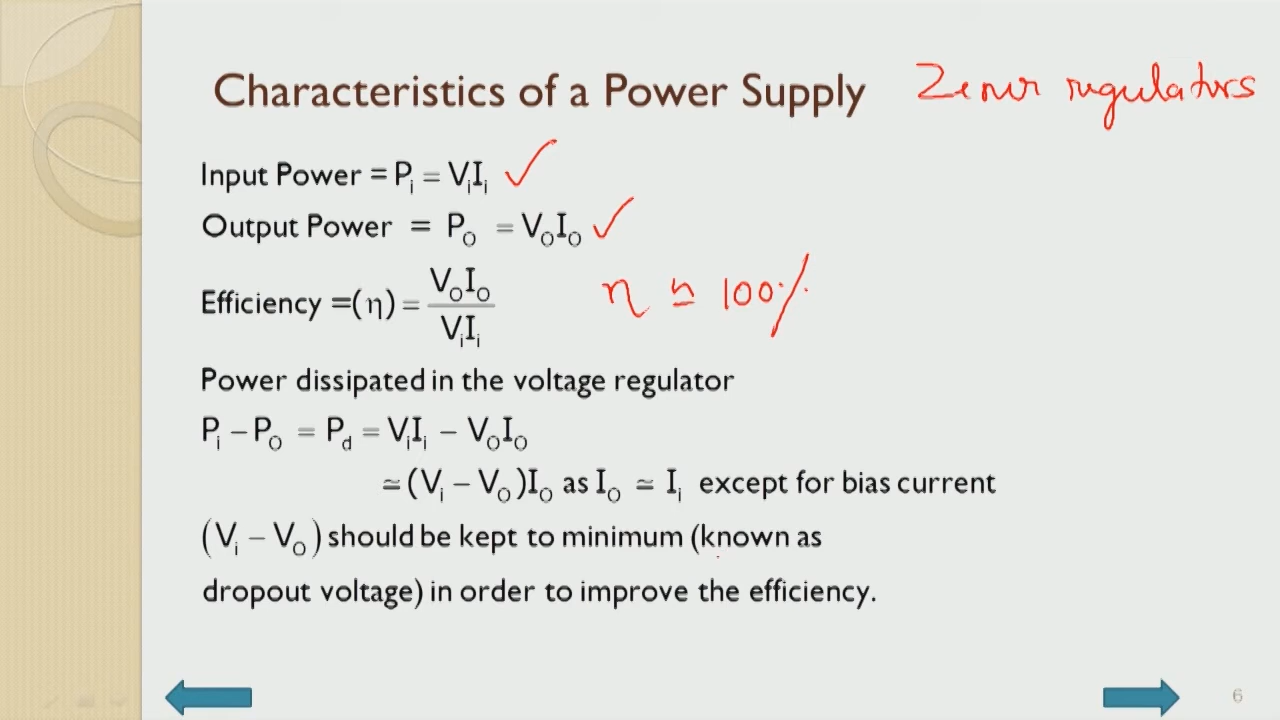 Characteristics of a Power Supply Zener regulators
Input Power = Pi = ViIi ✓
Output Power = PO = VOIO ✓
Efficiency =(η) = VOIO / ViIi η ≃ 100%
Power dissipated in the voltage regulator
Pi – PO = Pd = ViIi – VOIO
≃ (Vi – VO)IO as IO ≃ Ii except for bias current
(Vi – VO) should be kept to minimum (known as
dropout voltage) in order to improve the efficiency.
6